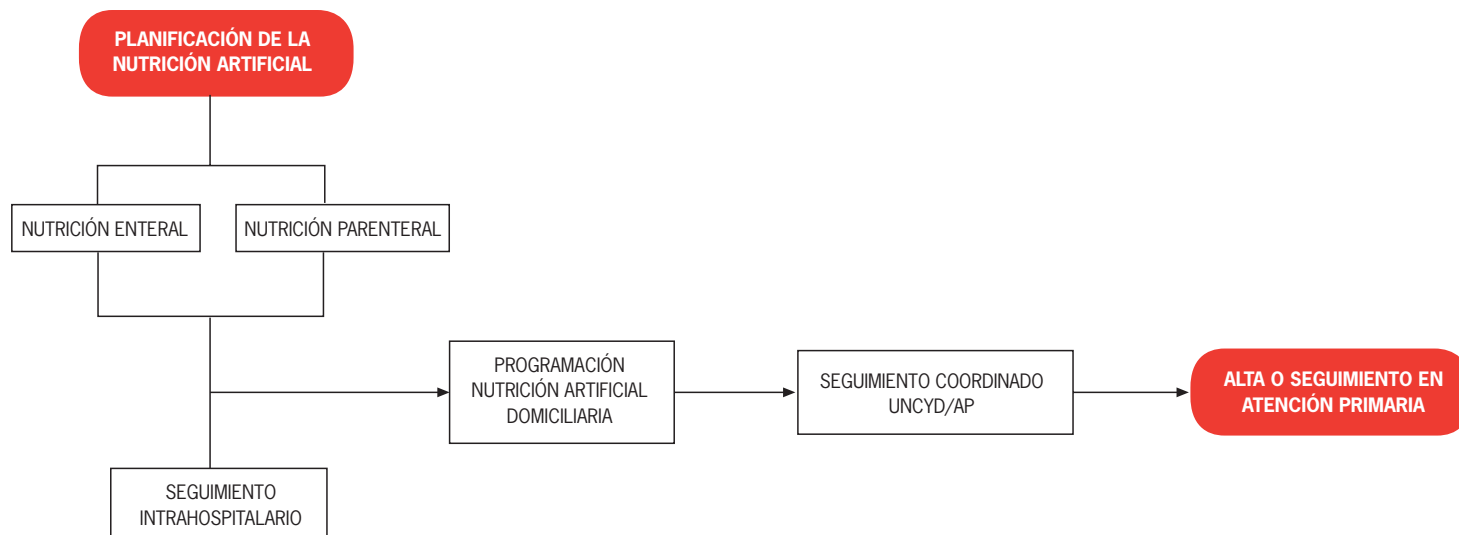 PLANIFICACIÓN DE LA
NUTRICIÓN ARTIFICIAL
NUTRICIÓN ENTERAL
NUTRICIÓN PARENTERAL
PROGRAMACIÓN
NUTRICIÓN ARTIFICIAL
DOMICILIARIA
SEGUIMIENTO COORDINADO
UNCYD/AP
ALTA O SEGUIMIENTO EN
ATENCIÓN PRIMARIA
SEGUIMIENTO
INTRAHOSPITALARIO